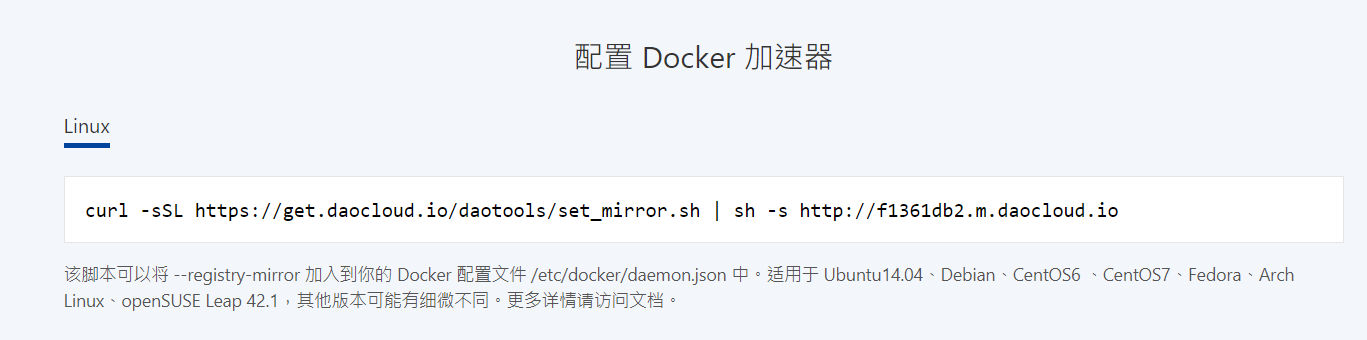 配置 Docker 加速器
Linux
curl -sSL https://get.daocloud.io/daotools/set_mirror.sh | sh -s http://f1361db2.m.daocloud.io
该脚本可以将 --registry-mirror 加入到你的 Docker 配置文件 /etc/docker/daemon.json 中。适用于 Ubuntu14.04、Debian、CentOS6 、CentOS7、Fedora、Arch
Linux、openSUSE Leap 42.1，其他版本可能有细微不同。更多详情请访问文档。